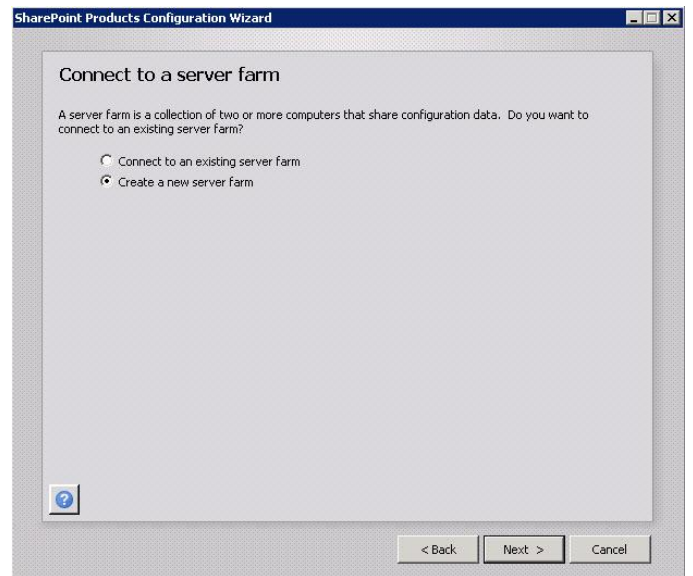 SharePoint Products Configuration Wizard
Connect to a server farm
A server farm is a collection of two or more computers that share configuration data. Do you want to
connect to an existing server farm?
Connect to an existing server farm
Create a new server farm
?
< Back Next > Cancel